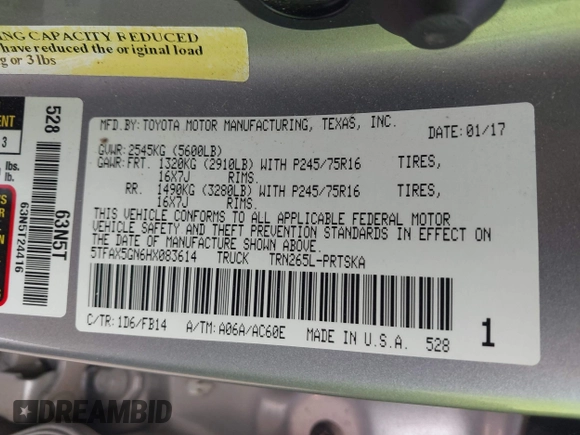 NG CAPACITY REDUCED
have reduced the original load
g or 3 lbs
MFD.BY: TOYOTA MOTOR MANUFACTURING, TEXAS, INC.
DATE: 01/17
GVWR: 2545KG (5600LB)
GAWR: FRT. 1320KG (2910LB) WITH P245/75R16 TIRES,
16X7J RIMS.
RR. 1490KG (3280LB) WITH P245/75R16 TIRES,
16X7J RIMS.
THIS VEHICLE CONFORMS TO ALL APPLICABLE FEDERAL MOTOR
VEHICLE SAFETY AND THEFT PREVENTION STANDARDS IN EFFECT ON
THE DATE OF MANUFACTURE SHOWN ABOVE.
5TFAX5GN6HX083614 TRUCK TRN265L-PRTSKA
C/TR: 1D6/FB14 A/TM: A06A/AC60E MADE IN U.S.A. 528
1
528
63N5T
63N5T24416
ENT
3
lbs.
DREAMBID